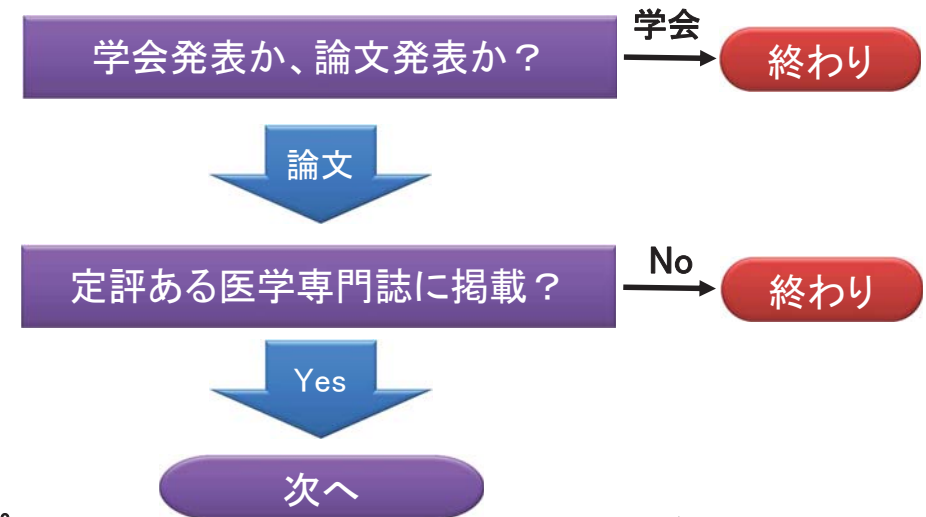 学会発表か、論文発表か？
学会
終わり
論文
定評ある医学専門誌に掲載？
No
終わり
Yes
次へ